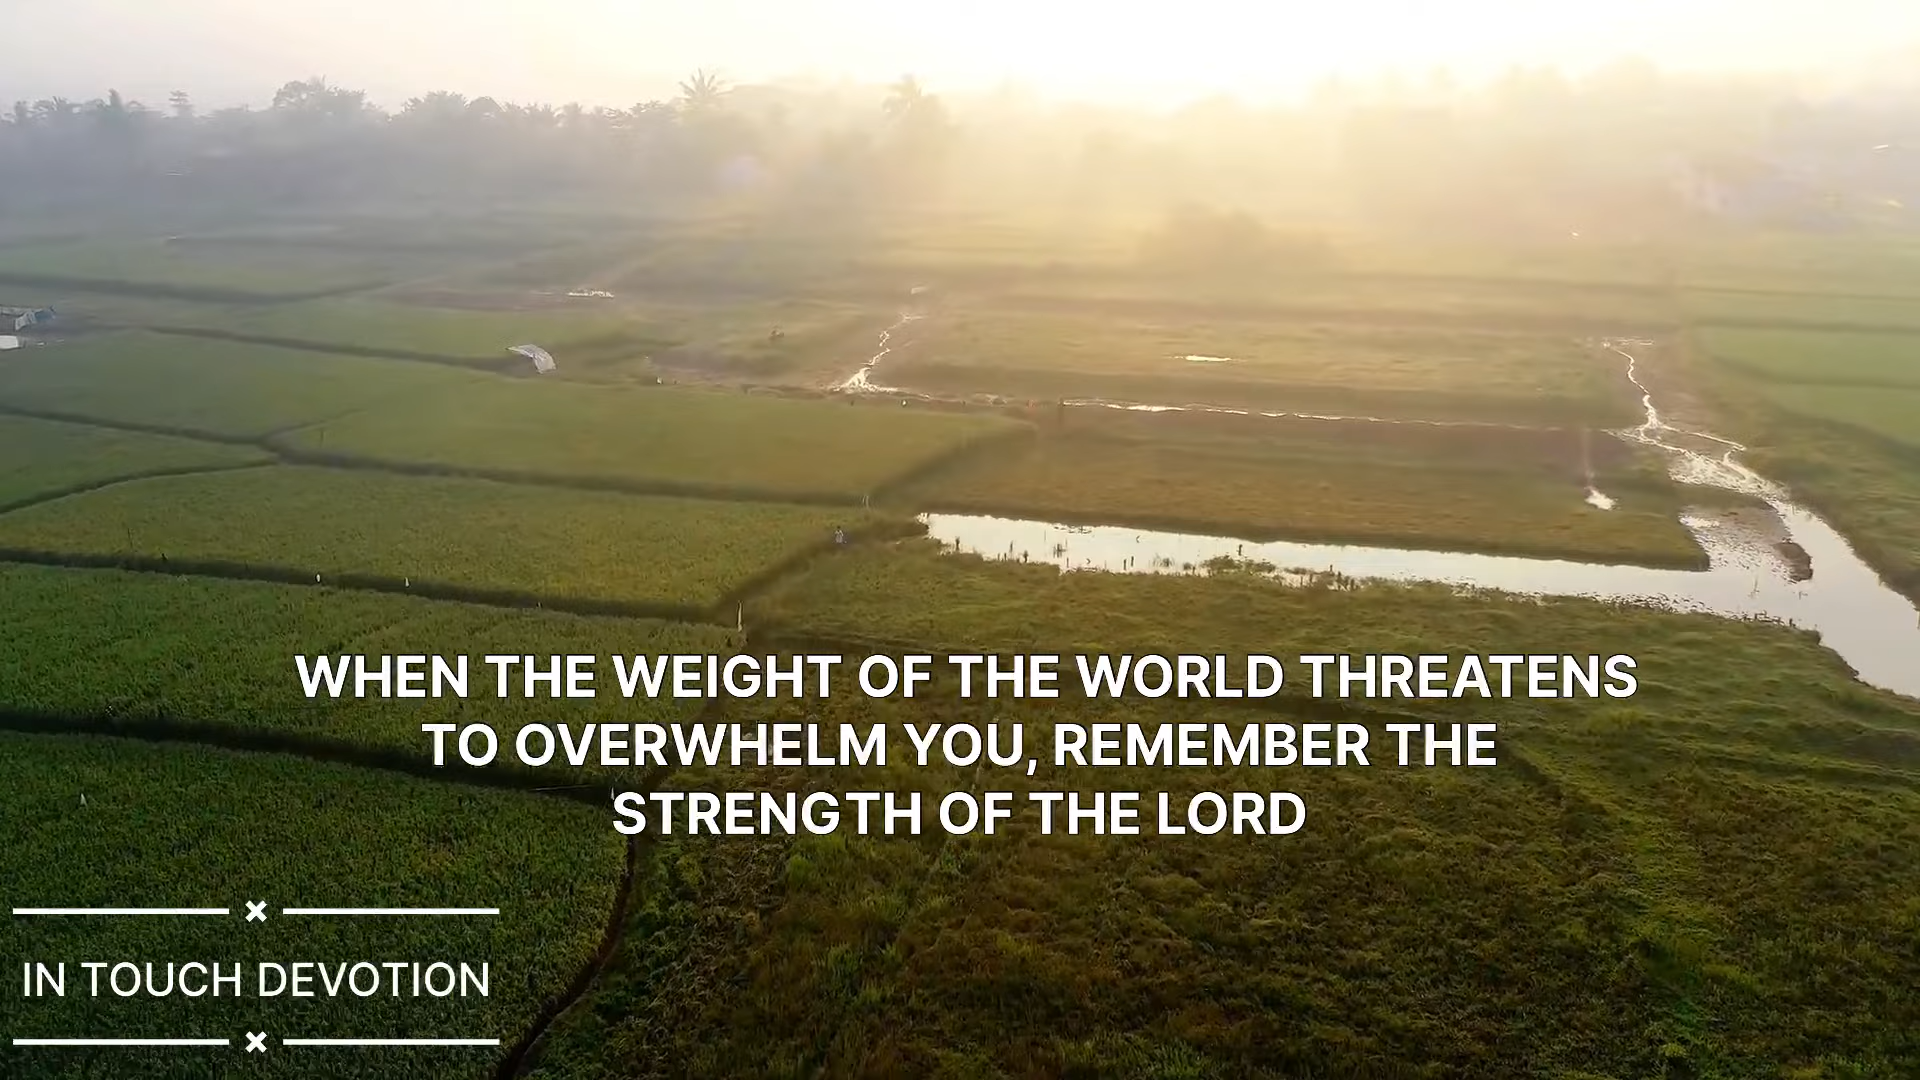 WHEN THE WEIGHT OF THE WORLD THREATENS
TO OVERWHELM YOU, REMEMBER THE
STRENGTH OF THE LORD
IN TOUCH DEVOTION